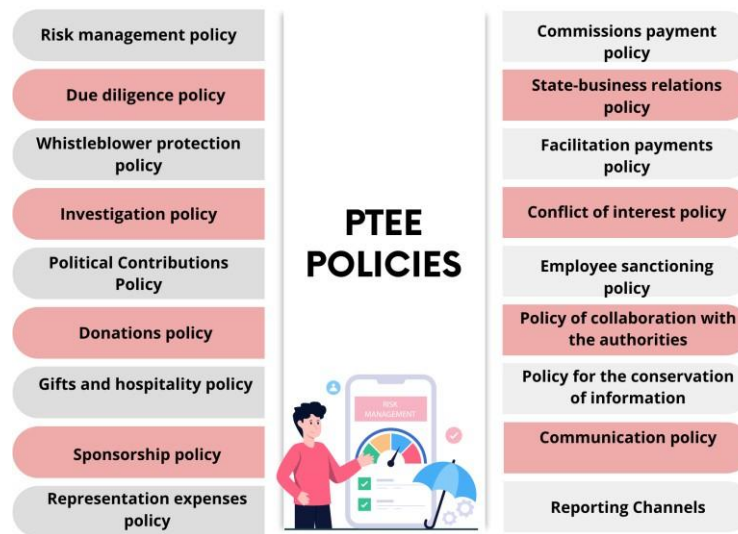 Risk management policy
Due diligence policy
Whistleblower protection
policy
Investigation policy
Political Contributions
Policy
Donations policy
Gifts and hospitality policy
Sponsorship policy
Representation expenses
policy
PTEE
POLICIES
RISK
MANAGEMENT
Commissions payment
policy
State-business relations
policy
Facilitation payments
policy
Conflict of interest policy
Employee sanctioning
policy
Policy of collaboration with
the authorities
Policy for the conservation
of information
Communication policy
Reporting Channels